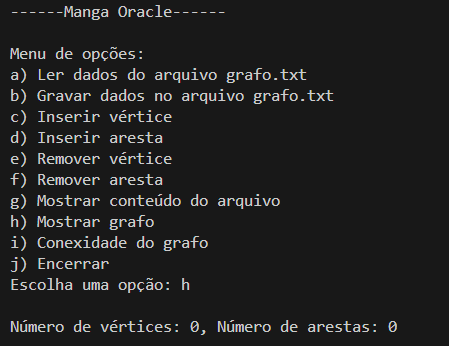 ------Manga Oracle------
Menu de opções:
a) Ler dados do arquivo grafo.txt
b) Gravar dados no arquivo grafo.txt
c) Inserir vértice
d) Inserir aresta
e) Remover vértice
f) Remover aresta
g) Mostrar conteúdo do arquivo
h) Mostrar grafo
i) Conexidade do grafo
j) Encerrar
Escolha uma opção: h
Número de vértices: 0, Número de arestas: 0